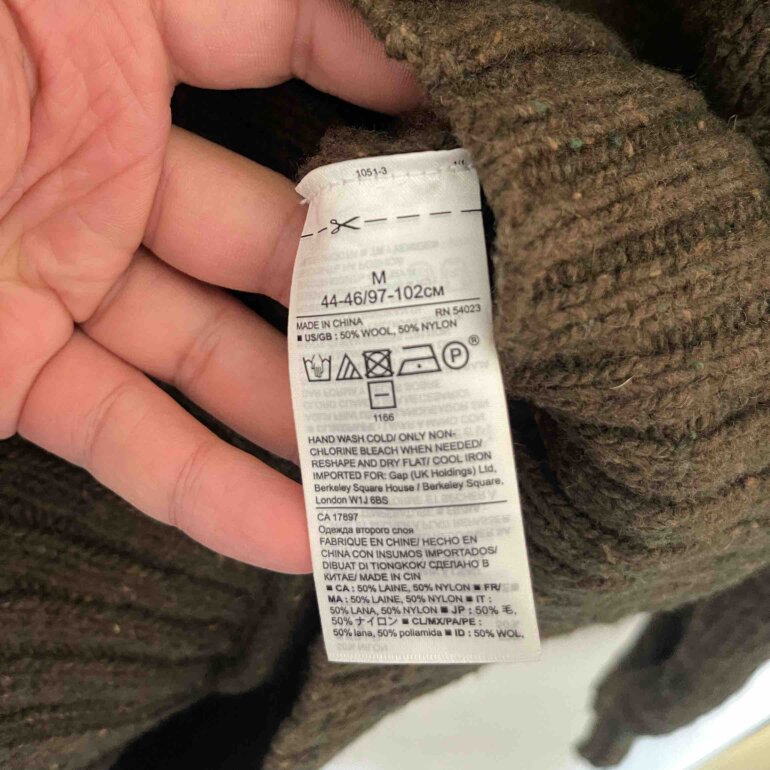 1051-3
M
44-46/97-102СМ
RN 54023
MADE IN CHINA
■ US/GB : 50% WOOL, 50% NYLON
P®
1166
HAND WASH COLD/ ONLY NON-
CHLORINE BLEACH WHEN NEEDED/
RESHAPE AND DRY FLAT/ COOL IRON
IMPORTED FOR: Gap (UK Holdings) Ltd,
Berkeley Square House / Berkeley Square,
London W1J 6BS
CA 17897
Одежда второго слоя
FABRIQUE EN CHINE/ HECHO EN
CHINA CON INSUMOS IMPORTADOS/
DIBUAT DI TIONGKOK/ СДЕЛАНО В
КИТАЕ/ MADE IN CIN
■ CA : 50% LAINE, 50% NYLON ■ FR/
MA : 50% LAINE, 50% NYLON ■ IT :
50% LANA, 50% NYLON ■ JP : 50% 毛,
50% ナイロン ■ CL/MX/PA/PE :
50% lana, 50% poliamida ■ ID : 50% WOL,